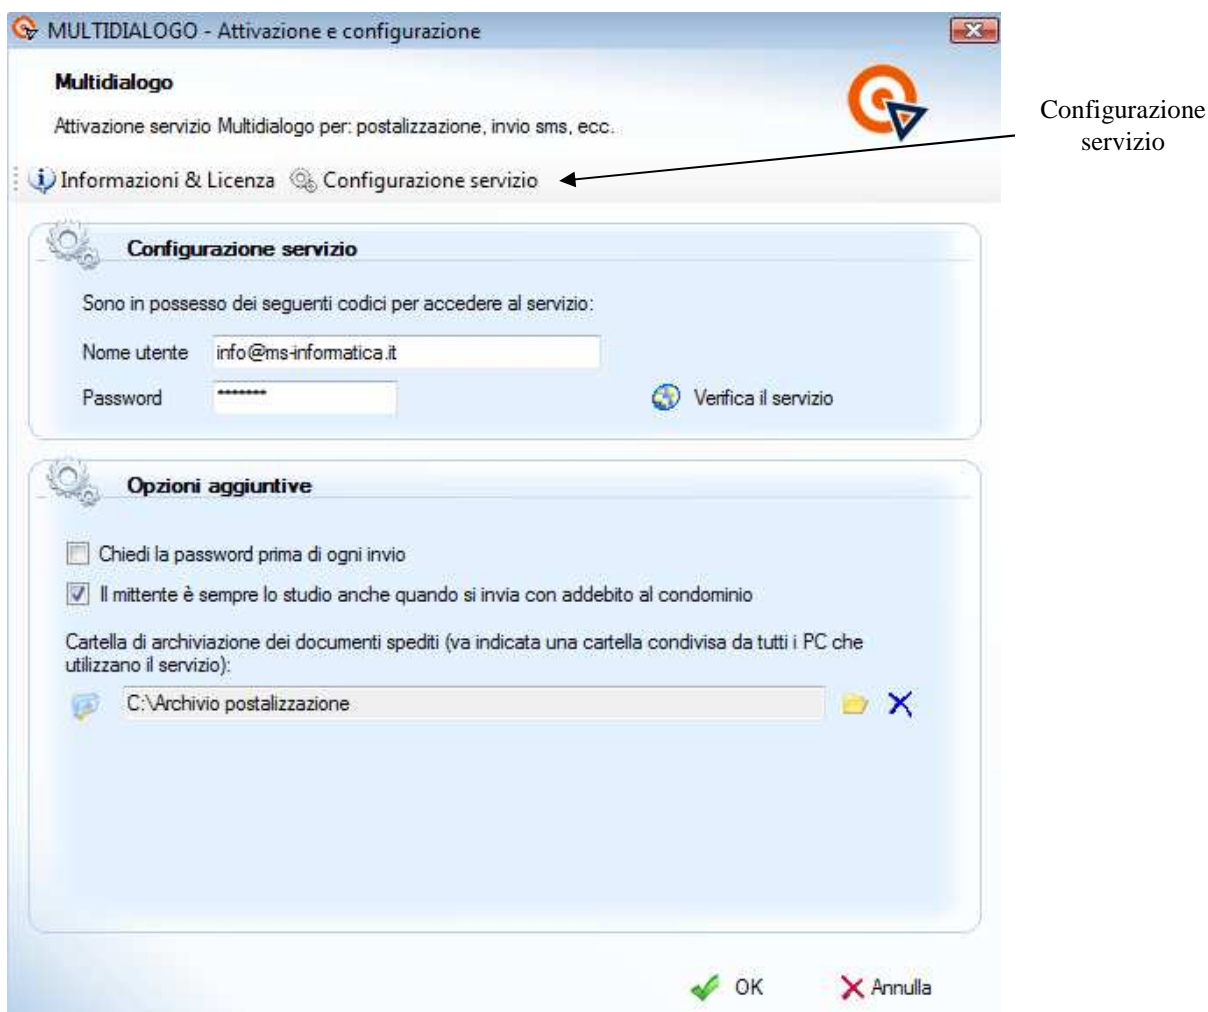 MULTIDIALOGO - Attivazione e configurazione
Multidialogo
Attivazione servizio Multidialogo per: postalizzazione, invio sms, ecc.
Configurazione
servizio
Informazioni & Licenza Configurazione servizio
Configurazione servizio
Sono in possesso dei seguenti codici per accedere al servizio:
Nome utente info@ms-informatica.it
Password *******
Verifica il servizio
Opzioni aggiuntive
Chiedi la password prima di ogni invio
Il mittente è sempre lo studio anche quando si invia con addebito al condominio
Cartella di archiviazione dei documenti spediti (va indicata una cartella condivisa da tutti i PC che
utilizzano il servizio):
C:\Archivio postalizzazione
OK Annulla